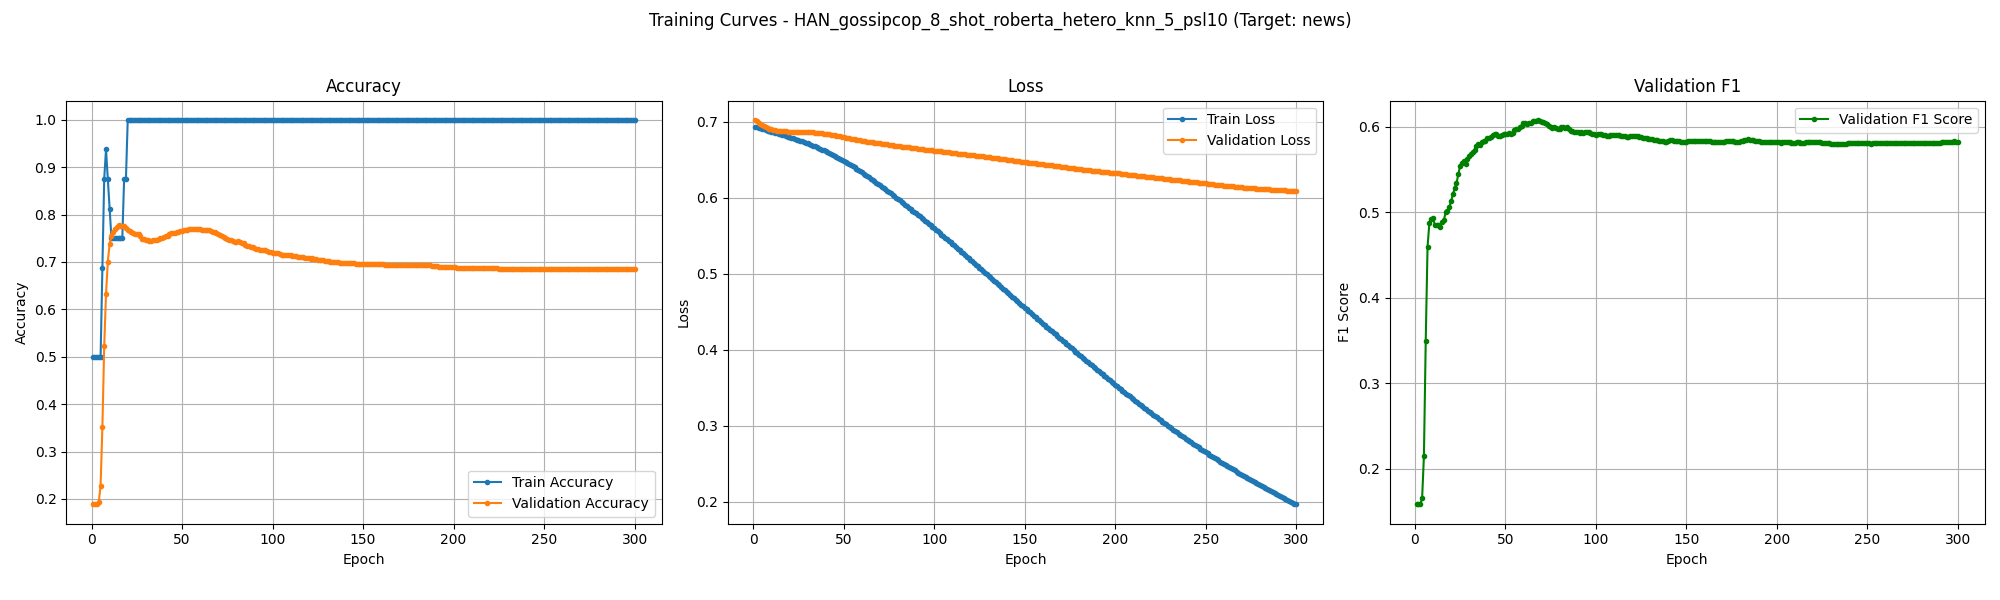 Training Curves - HAN_gossipcop_8_shot_roberta_hetero_knn_5_psl10 (Target: news)
Accuracy
1.0
0.9
0.8
0.7
0.6
0.5
0.4
0.3
0.2
Accuracy
Train Accuracy
Validation Accuracy
0 50 100 150 200 250 300
Epoch
Loss
0.7
0.6
0.5
0.4
0.3
0.2
Loss
Train Loss
Validation Loss
0 50 100 150 200 250 300
Epoch
Validation F1
0.6
0.5
0.4
0.3
0.2
F1 Score
Validation F1 Score
0 50 100 150 200 250 300
Epoch